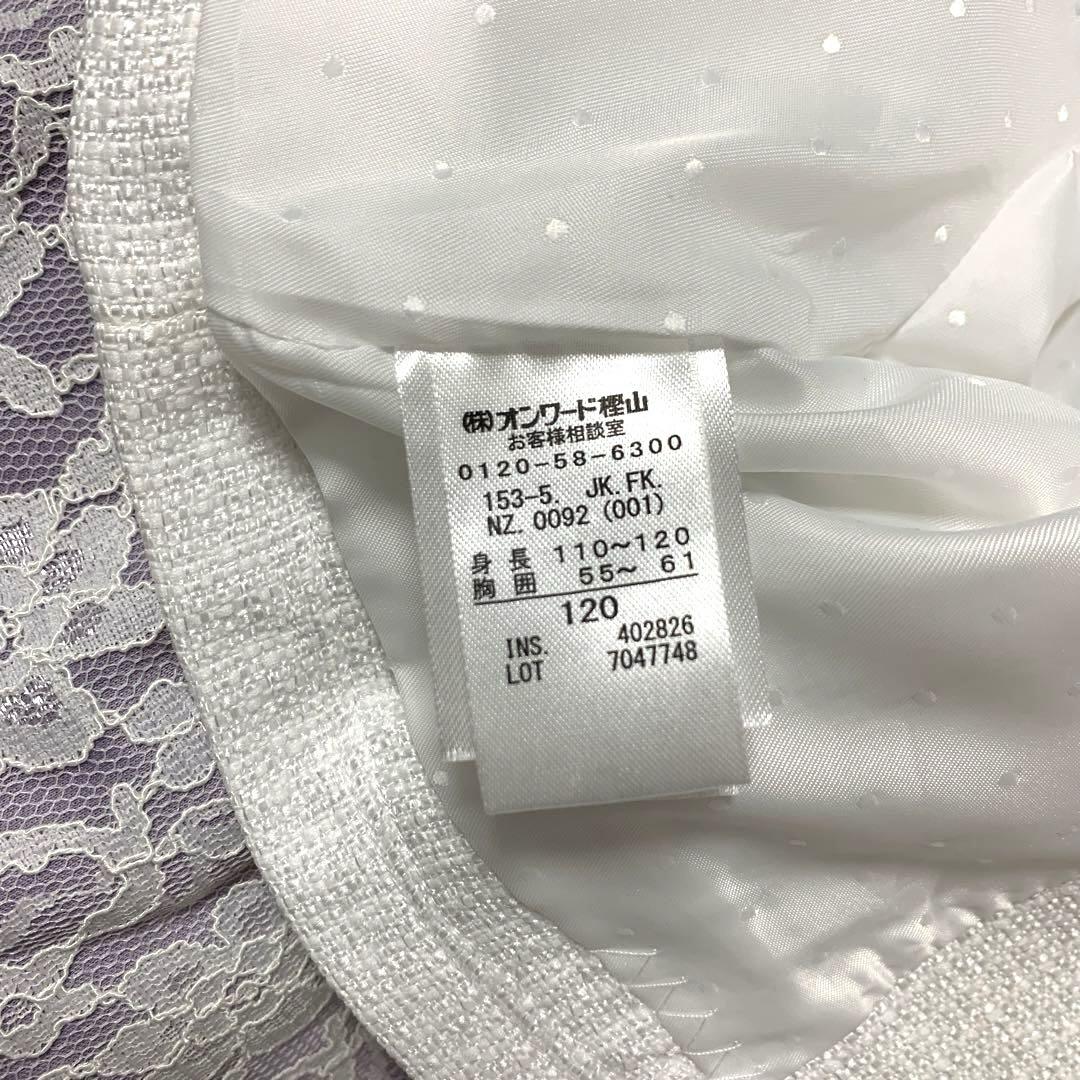 ㈱オンワード樫山
お客様相談室
0120-58-6300
153-5. JK.FK.
NZ.0092(001)
身長 110～120
胸囲 55～ 61
120
INS. 402826
LOT 7047748